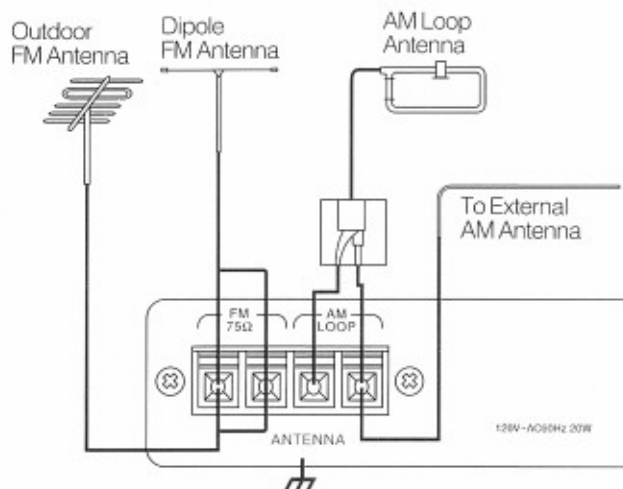 Outdoor
FM Antenna
Dipole
FM Antenna
AM Loop
Antenna
To External
AM Antenna
FM
75Ω
AM
LOOP
ANTENNA
120V~AC60Hz 20W